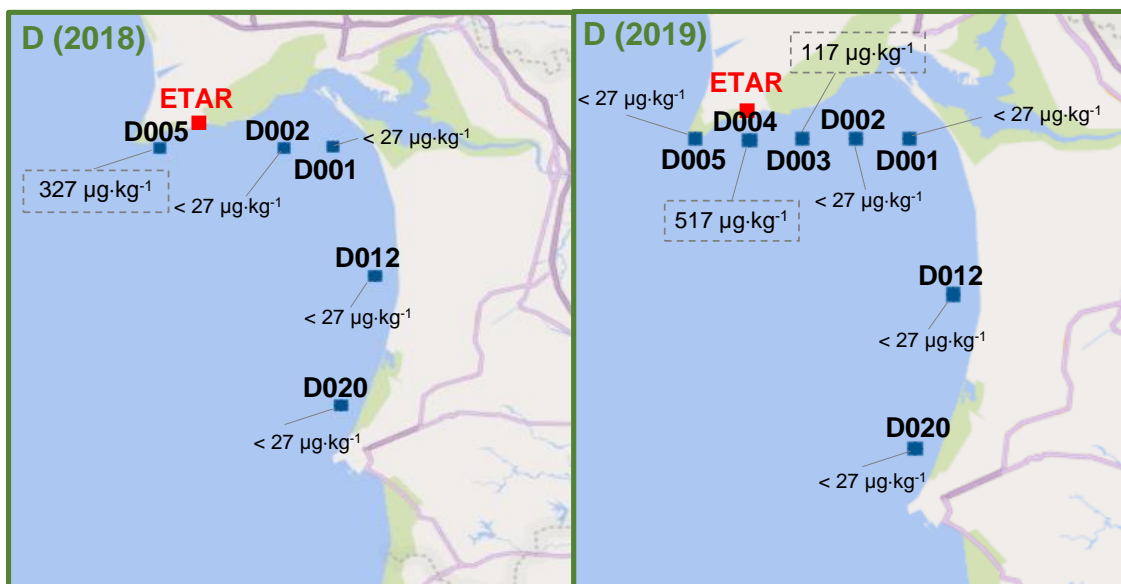 D (2018)
ETAR
D005
D002
D001
< 27 µg·kg⁻¹
327 µg·kg⁻¹
< 27 µg·kg⁻¹
D012
< 27 µg·kg⁻¹
D020
< 27 µg·kg⁻¹
D (2019)
117 µg·kg⁻¹
ETAR
< 27 µg·kg⁻¹
< 27 µg·kg⁻¹
D004
D002
D005
D003
D001
517 µg·kg⁻¹
< 27 µg·kg⁻¹
D012
< 27 µg·kg⁻¹
D020
< 27 µg·kg⁻¹